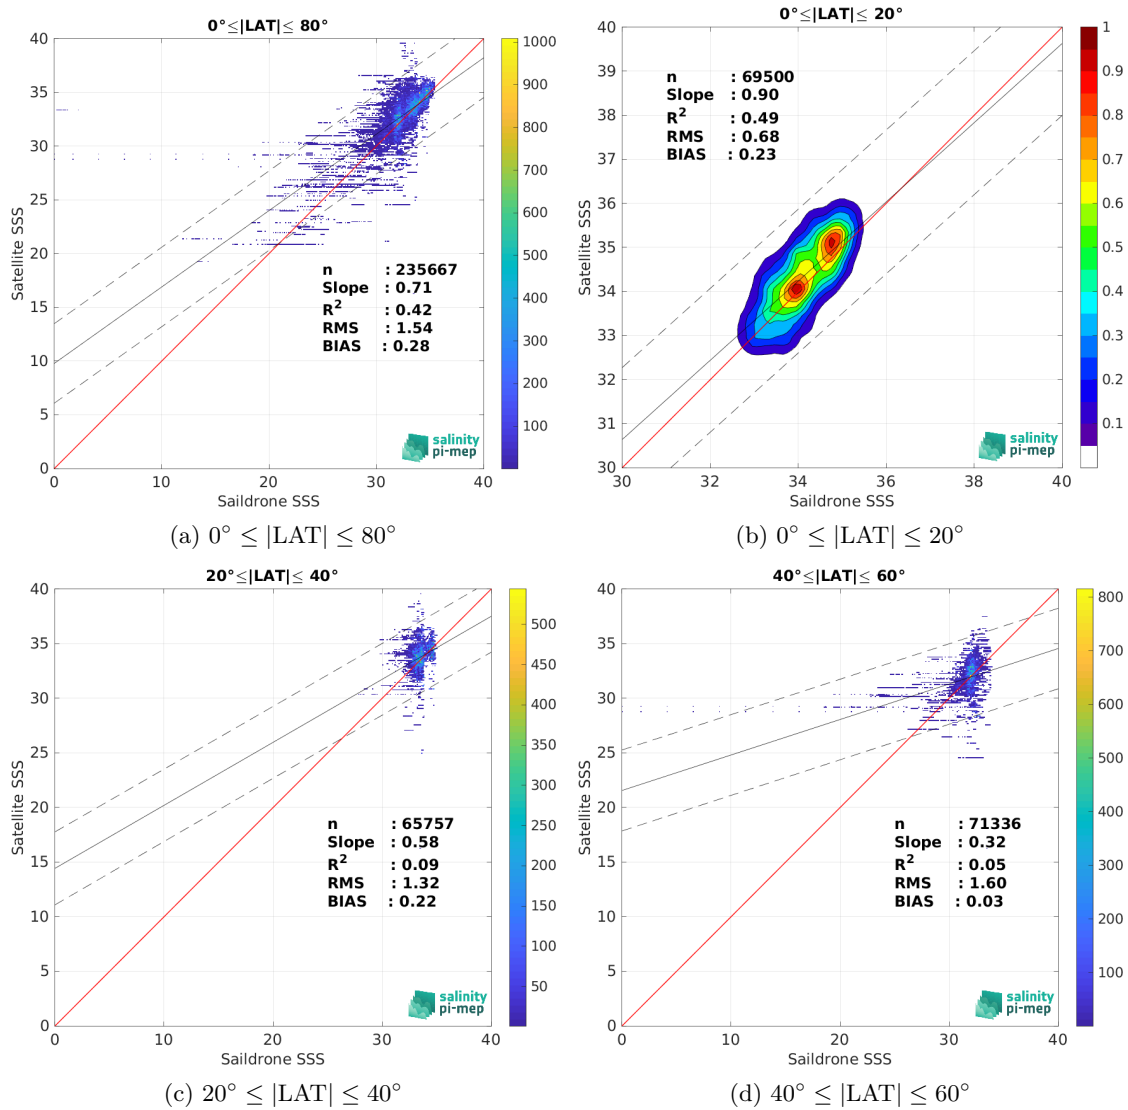 0°≤|LAT|≤ 80°
40
35
30
25
20
15
10
5
0
Satellite SSS
0
10
20
30
40
Saildrone SSS
n : 235667
Slope : 0.71
R² : 0.42
RMS : 1.54
BIAS : 0.28
salinity
pi-mep
1000
900
800
700
600
500
400
300
200
100
(a) 0° ≤ |LAT| ≤ 80°
0°≤|LAT|≤ 20°
40
39
38
37
36
35
34
33
32
31
30
Satellite SSS
30
32
34
36
38
40
Saildrone SSS
n : 69500
Slope : 0.90
R² : 0.49
RMS : 0.68
BIAS : 0.23
salinity
pi-mep
1
0.9
0.8
0.7
0.6
0.5
0.4
0.3
0.2
0.1
(b) 0° ≤ |LAT| ≤ 20°
20°≤|LAT|≤ 40°
40
35
30
25
20
15
10
5
0
Satellite SSS
0
10
20
30
40
Saildrone SSS
n : 65757
Slope : 0.58
R² : 0.09
RMS : 1.32
BIAS : 0.22
salinity
pi-mep
500
450
400
350
300
250
200
150
100
50
(c) 20° ≤ |LAT| ≤ 40°
40°≤|LAT|≤ 60°
40
35
30
25
20
15
10
5
0
Satellite SSS
0
10
20
30
40
Saildrone SSS
n : 71336
Slope : 0.32
R² : 0.05
RMS : 1.60
BIAS : 0.03
salinity
pi-mep
800
700
600
500
400
300
200
100
(d) 40° ≤ |LAT| ≤ 60°